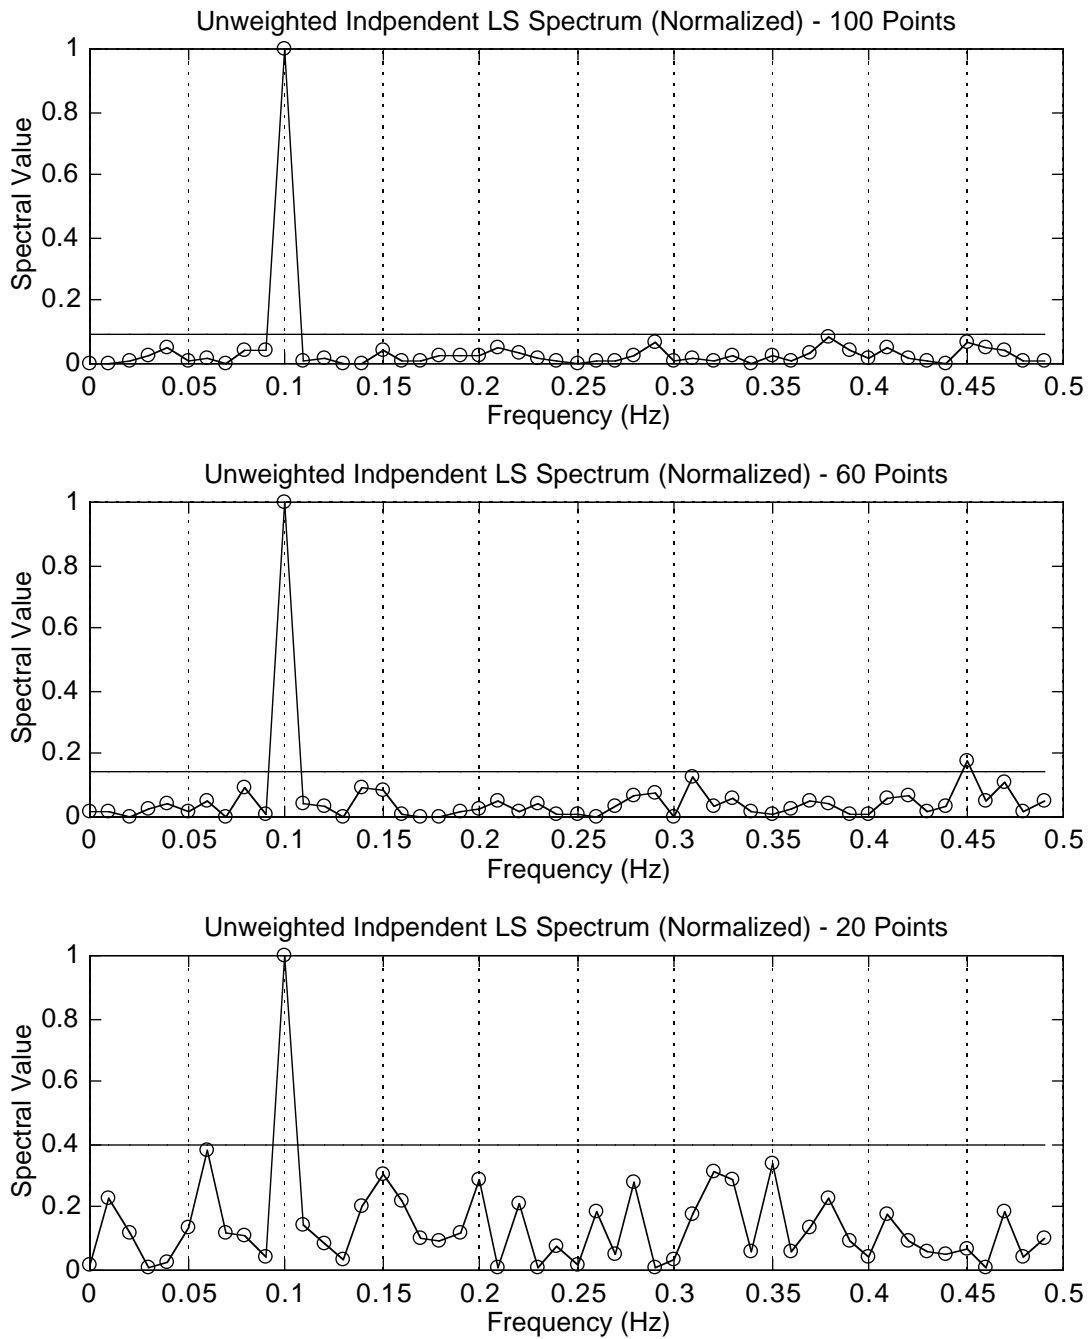 Unweighted Indpendent LS Spectrum (Normalized) - 100 Points
1
0.8
0.6
0.4
0.2
0
Spectral Value
0 0.05 0.1 0.15 0.2 0.25 0.3 0.35 0.4 0.45 0.5
Frequency (Hz)
Unweighted Indpendent LS Spectrum (Normalized) - 60 Points
1
0.8
0.6
0.4
0.2
0
Spectral Value
0 0.05 0.1 0.15 0.2 0.25 0.3 0.35 0.4 0.45 0.5
Frequency (Hz)
Unweighted Indpendent LS Spectrum (Normalized) - 20 Points
1
0.8
0.6
0.4
0.2
0
Spectral Value
0 0.05 0.1 0.15 0.2 0.25 0.3 0.35 0.4 0.45 0.5
Frequency (Hz)